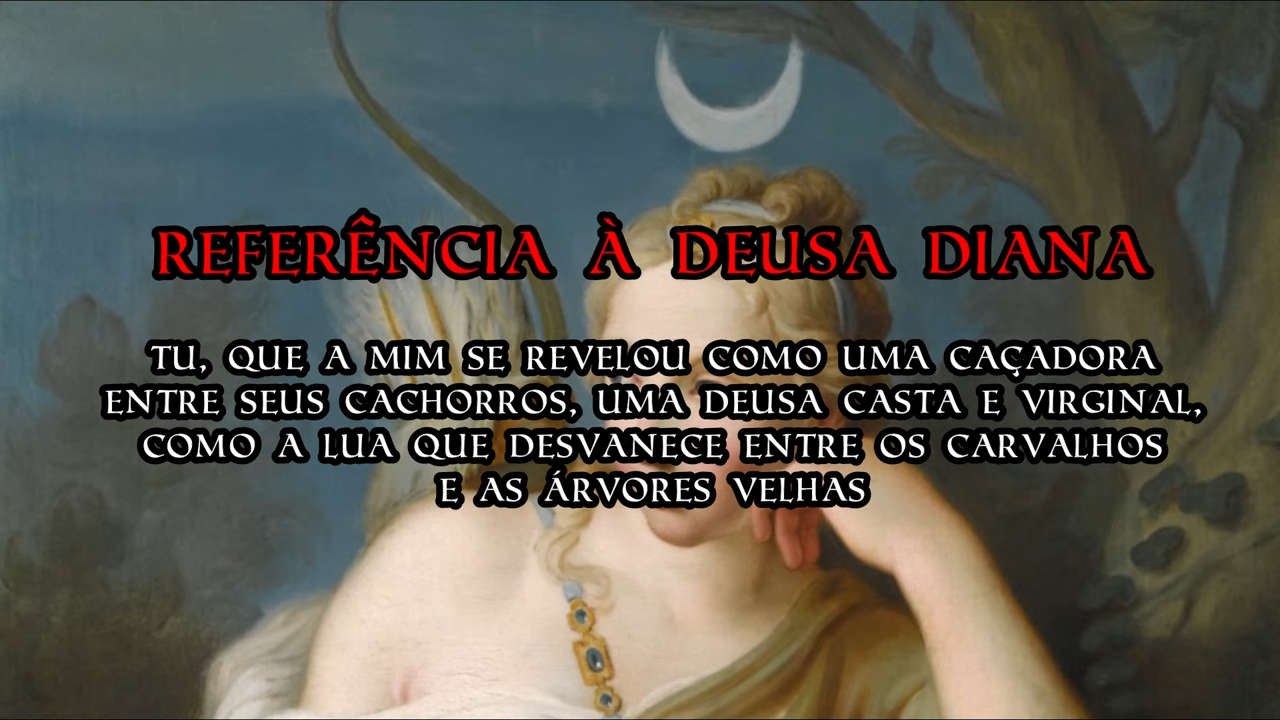 REFERÊNCIA À DEUSA DIANA
TU, QUE A MIM SE REVELOU COMO UMA CAÇADORA
ENTRE SEUS CACHORROS, UMA DEUSA CASTA E VIRGINAL,
COMO A LUA QUE DESVANECE ENTRE OS CARVALHOS
E AS ÁRVORES VELHAS